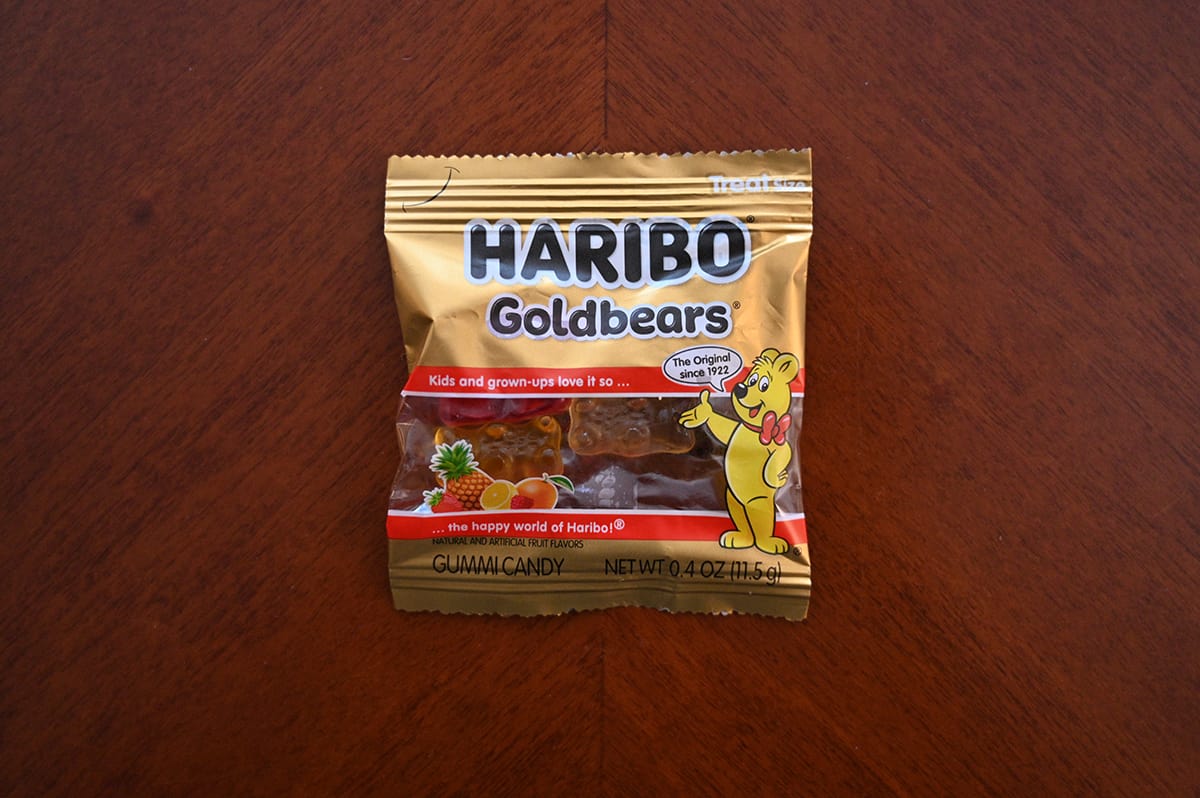 Treat size
HARIBO®
Goldbears®
The Original
since 1922
Kids and grown-ups love it so ...
... the happy world of Haribo!®
NATURAL AND ARTIFICIAL FRUIT FLAVORS
GUMMI CANDY NET WT 0.4 OZ (11.5 g)
®